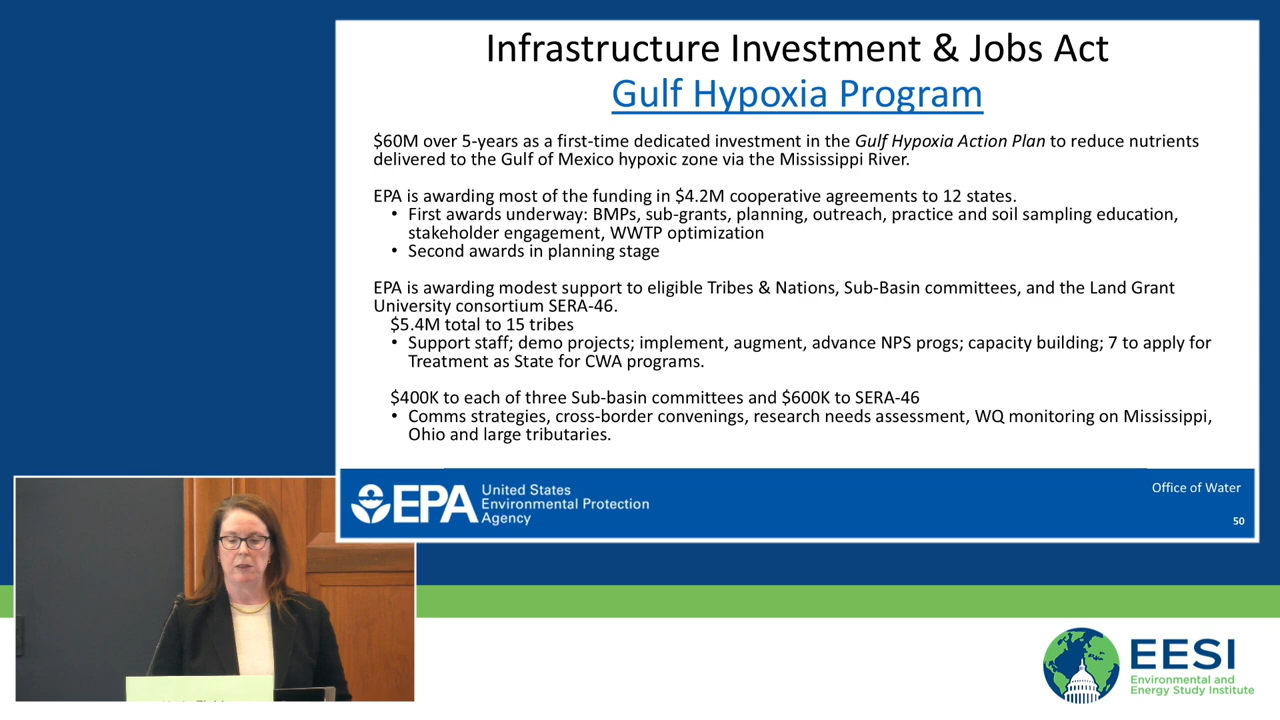 Infrastructure Investment & Jobs Act
Gulf Hypoxia Program
$60M over 5-years as a first-time dedicated investment in the Gulf Hypoxia Action Plan to reduce nutrients
delivered to the Gulf of Mexico hypoxic zone via the Mississippi River.
EPA is awarding most of the funding in $4.2M cooperative agreements to 12 states.
• First awards underway: BMPs, sub-grants, planning, outreach, practice and soil sampling education,
stakeholder engagement, WWTP optimization
• Second awards in planning stage
EPA is awarding modest support to eligible Tribes & Nations, Sub-Basin committees, and the Land Grant
University consortium SERA-46.
$5.4M total to 15 tribes
• Support staff; demo projects; implement, augment, advance NPS progs; capacity building; 7 to apply for
Treatment as State for CWA programs.
$400K to each of three Sub-basin committees and $600K to SERA-46
• Comms strategies, cross-border convenings, research needs assessment, WQ monitoring on Mississippi,
Ohio and large tributaries.
EPA
United States
Environmental Protection
Agency
Office of Water
50
EESI
Environmental and
Energy Study Institute